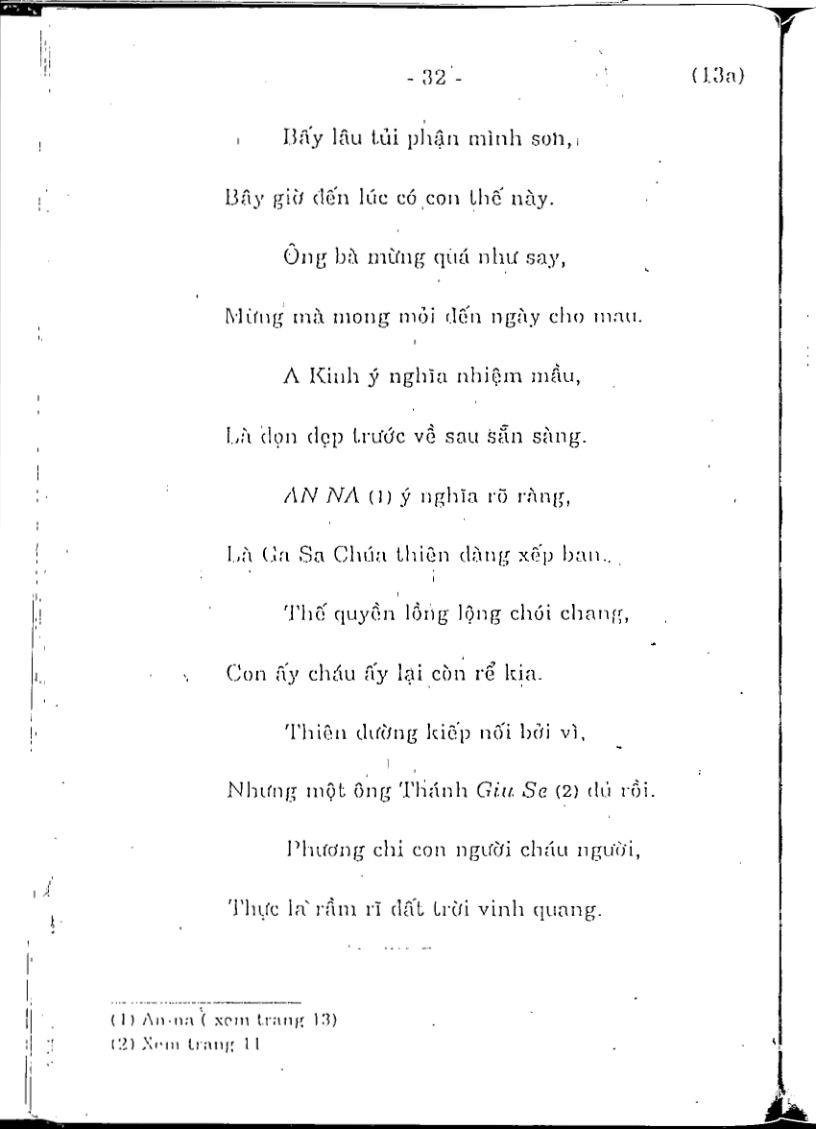 - 32 - (13a)
Bấy lâu tủi phận mình son,
Bây giờ đến lúc có con thế này.
Ông bà mừng quá như say,
Mừng mà mong mỏi đến ngày cho mau.
A Kinh ý nghĩa nhiệm mầu,
Là dọn dẹp trước về sau sẵn sàng.
AN NA (1) ý nghĩa rõ ràng,
Là Ga Sa Chúa thiên đàng xếp ban.
Thế quyền lồng lộng chói chang,
Con ấy cháu ấy lại còn rể kia.
Thiên đường kiếp nối bởi vì,
Nhưng một ông Thánh Giu Se (2) đủ rồi.
Phương chi con người cháu người,
Thực là rầm rĩ đất trời vinh quang.
(1) An-na ( xem trang 13)
(2) Xem trang 11